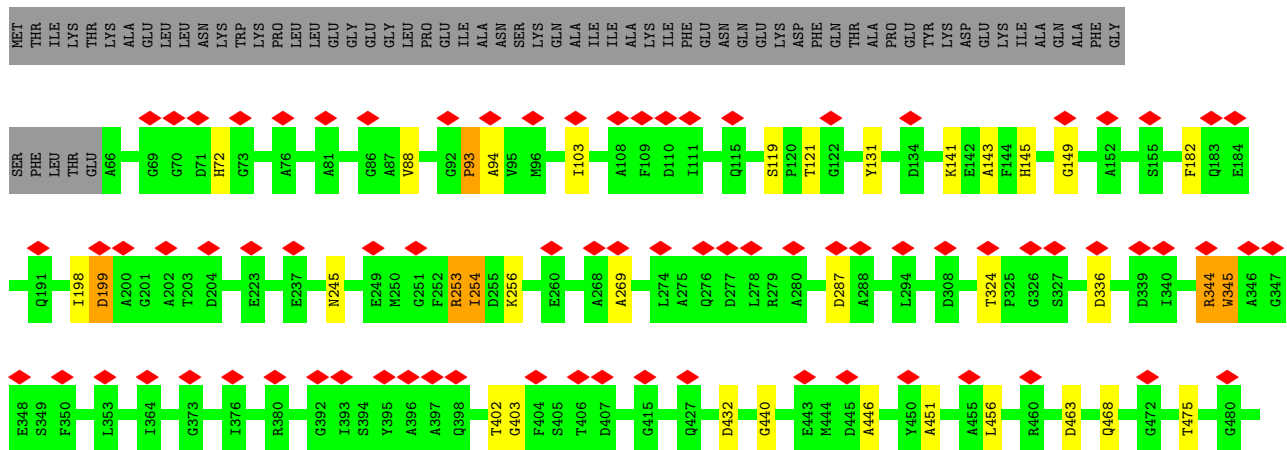 MET THR ILE LYS THR LYS ALA GLU LEU LEU ASN LYS TRP LYS PRO LEU LEU GLU GLY GLU GLY LEU PRO GLU ILE ALA ASN SER LYS GLN ALA ILE ILE ALA LYS ILE PHE GLU ASN GLN GLU LYS ASP PHE GLN THR ALA PRO GLU TYR LYS ASP GLU LYS ILE ALA GLN ALA PHE GLY
SER PHE LEU THR GLU A66 G69 G70 D71 H72 G73 A76 A81 G86 A87 V88 G92 P93 A94 V95 M96 I103 A108 F109 D110 I111 Q115 S119 P120 T121 G122 Y131 D134 K141 E142 A143 F144 H145 G149 A152 S155 F182 Q183 E184
Q191 I198 D199 A200 G201 A202 T203 D204 E223 E237 N245 E249 M250 G251 F252 R253 I254 D255 K256 E260 A268 A269 L274 A275 Q276 D277 L278 R279 A280 D287 A288 L294 D308 T324 P325 G326 S327 D336 D339 I340 R344 W345 A346 G347
E348 S349 F350 L353 I364 G373 I376 R380 G392 I393 S394 Y395 A396 A397 Q398 T402 G403 F404 S405 T406 D407 G415 Q427 D432 G440 E443 M444 D445 A446 Y450 A451 A455 L456 R460 D463 Q468 G472 T475 G480